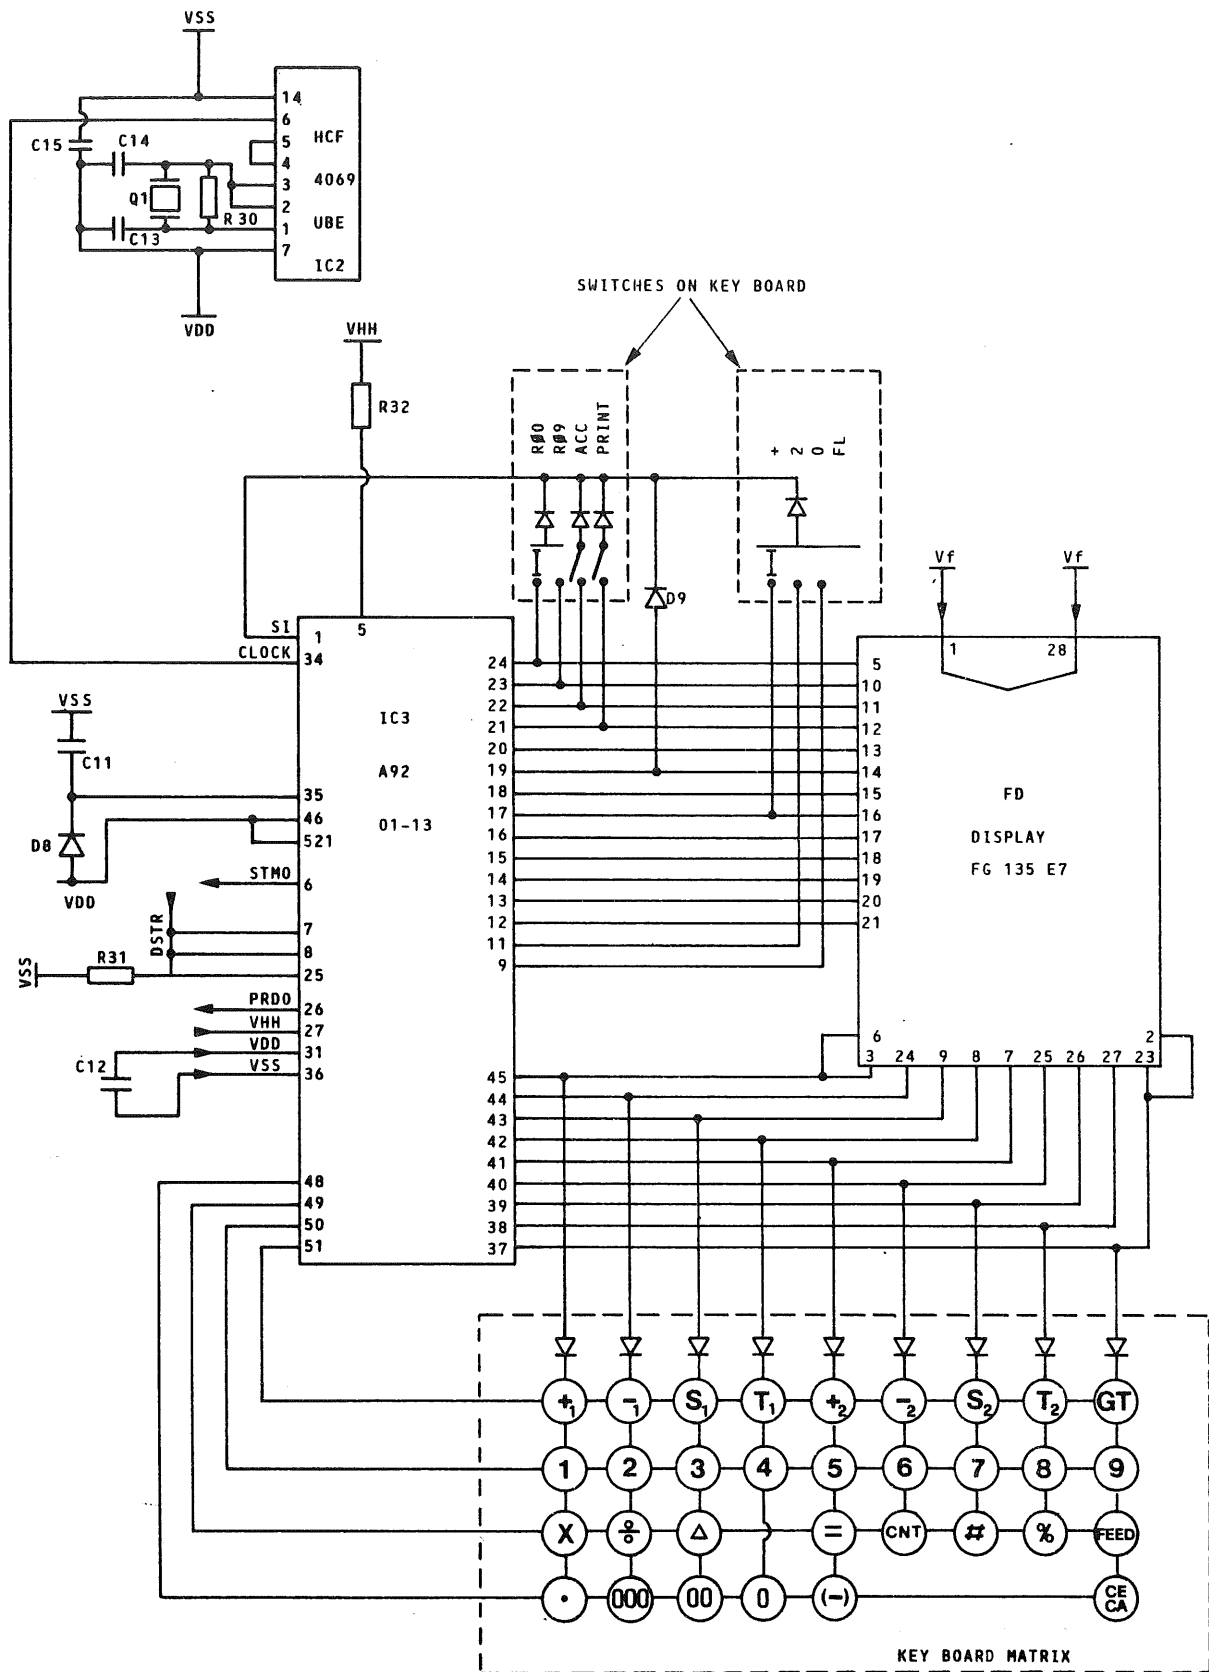 VSS
14
6
C15
C14
5
HCF
4
Q1
3
4069
2
R30
1
UBE
C13
7
IC2
VDD
SWITCHES ON KEY BOARD
VHH
R32
RØ0
RØ9
ACC
PRINT
+
2
0
FL
Vf
Vf
D9
SI
1
5
CLOCK
34
1
28
24
5
23
10
VSS
22
11
IC3
21
12
20
13
C11
A92
19
14
35
18
15
FD
46
01-13
17
16
D8
521
16
17
DISPLAY
15
18
STMO
6
14
19
FG 135 E7
VDD
13
20
DSTR
7
12
21
8
11
VSS
R31
25
9
PRDO
26
VHH
27
6
2
VDD
31
C12
VSS
36
3
24
9
8
7
25
26
27
23
45
44
43
42
41
48
40
49
39
50
38
51
37
+₁
-₁
S₁
T₁
+₂
-₂
S₂
T₂
GT
1
2
3
4
5
6
7
8
9
X
÷
Δ
=
CNT
#
%
FEED
.
000
00
0
(-)
CE
CA
KEY BOARD MATRIX